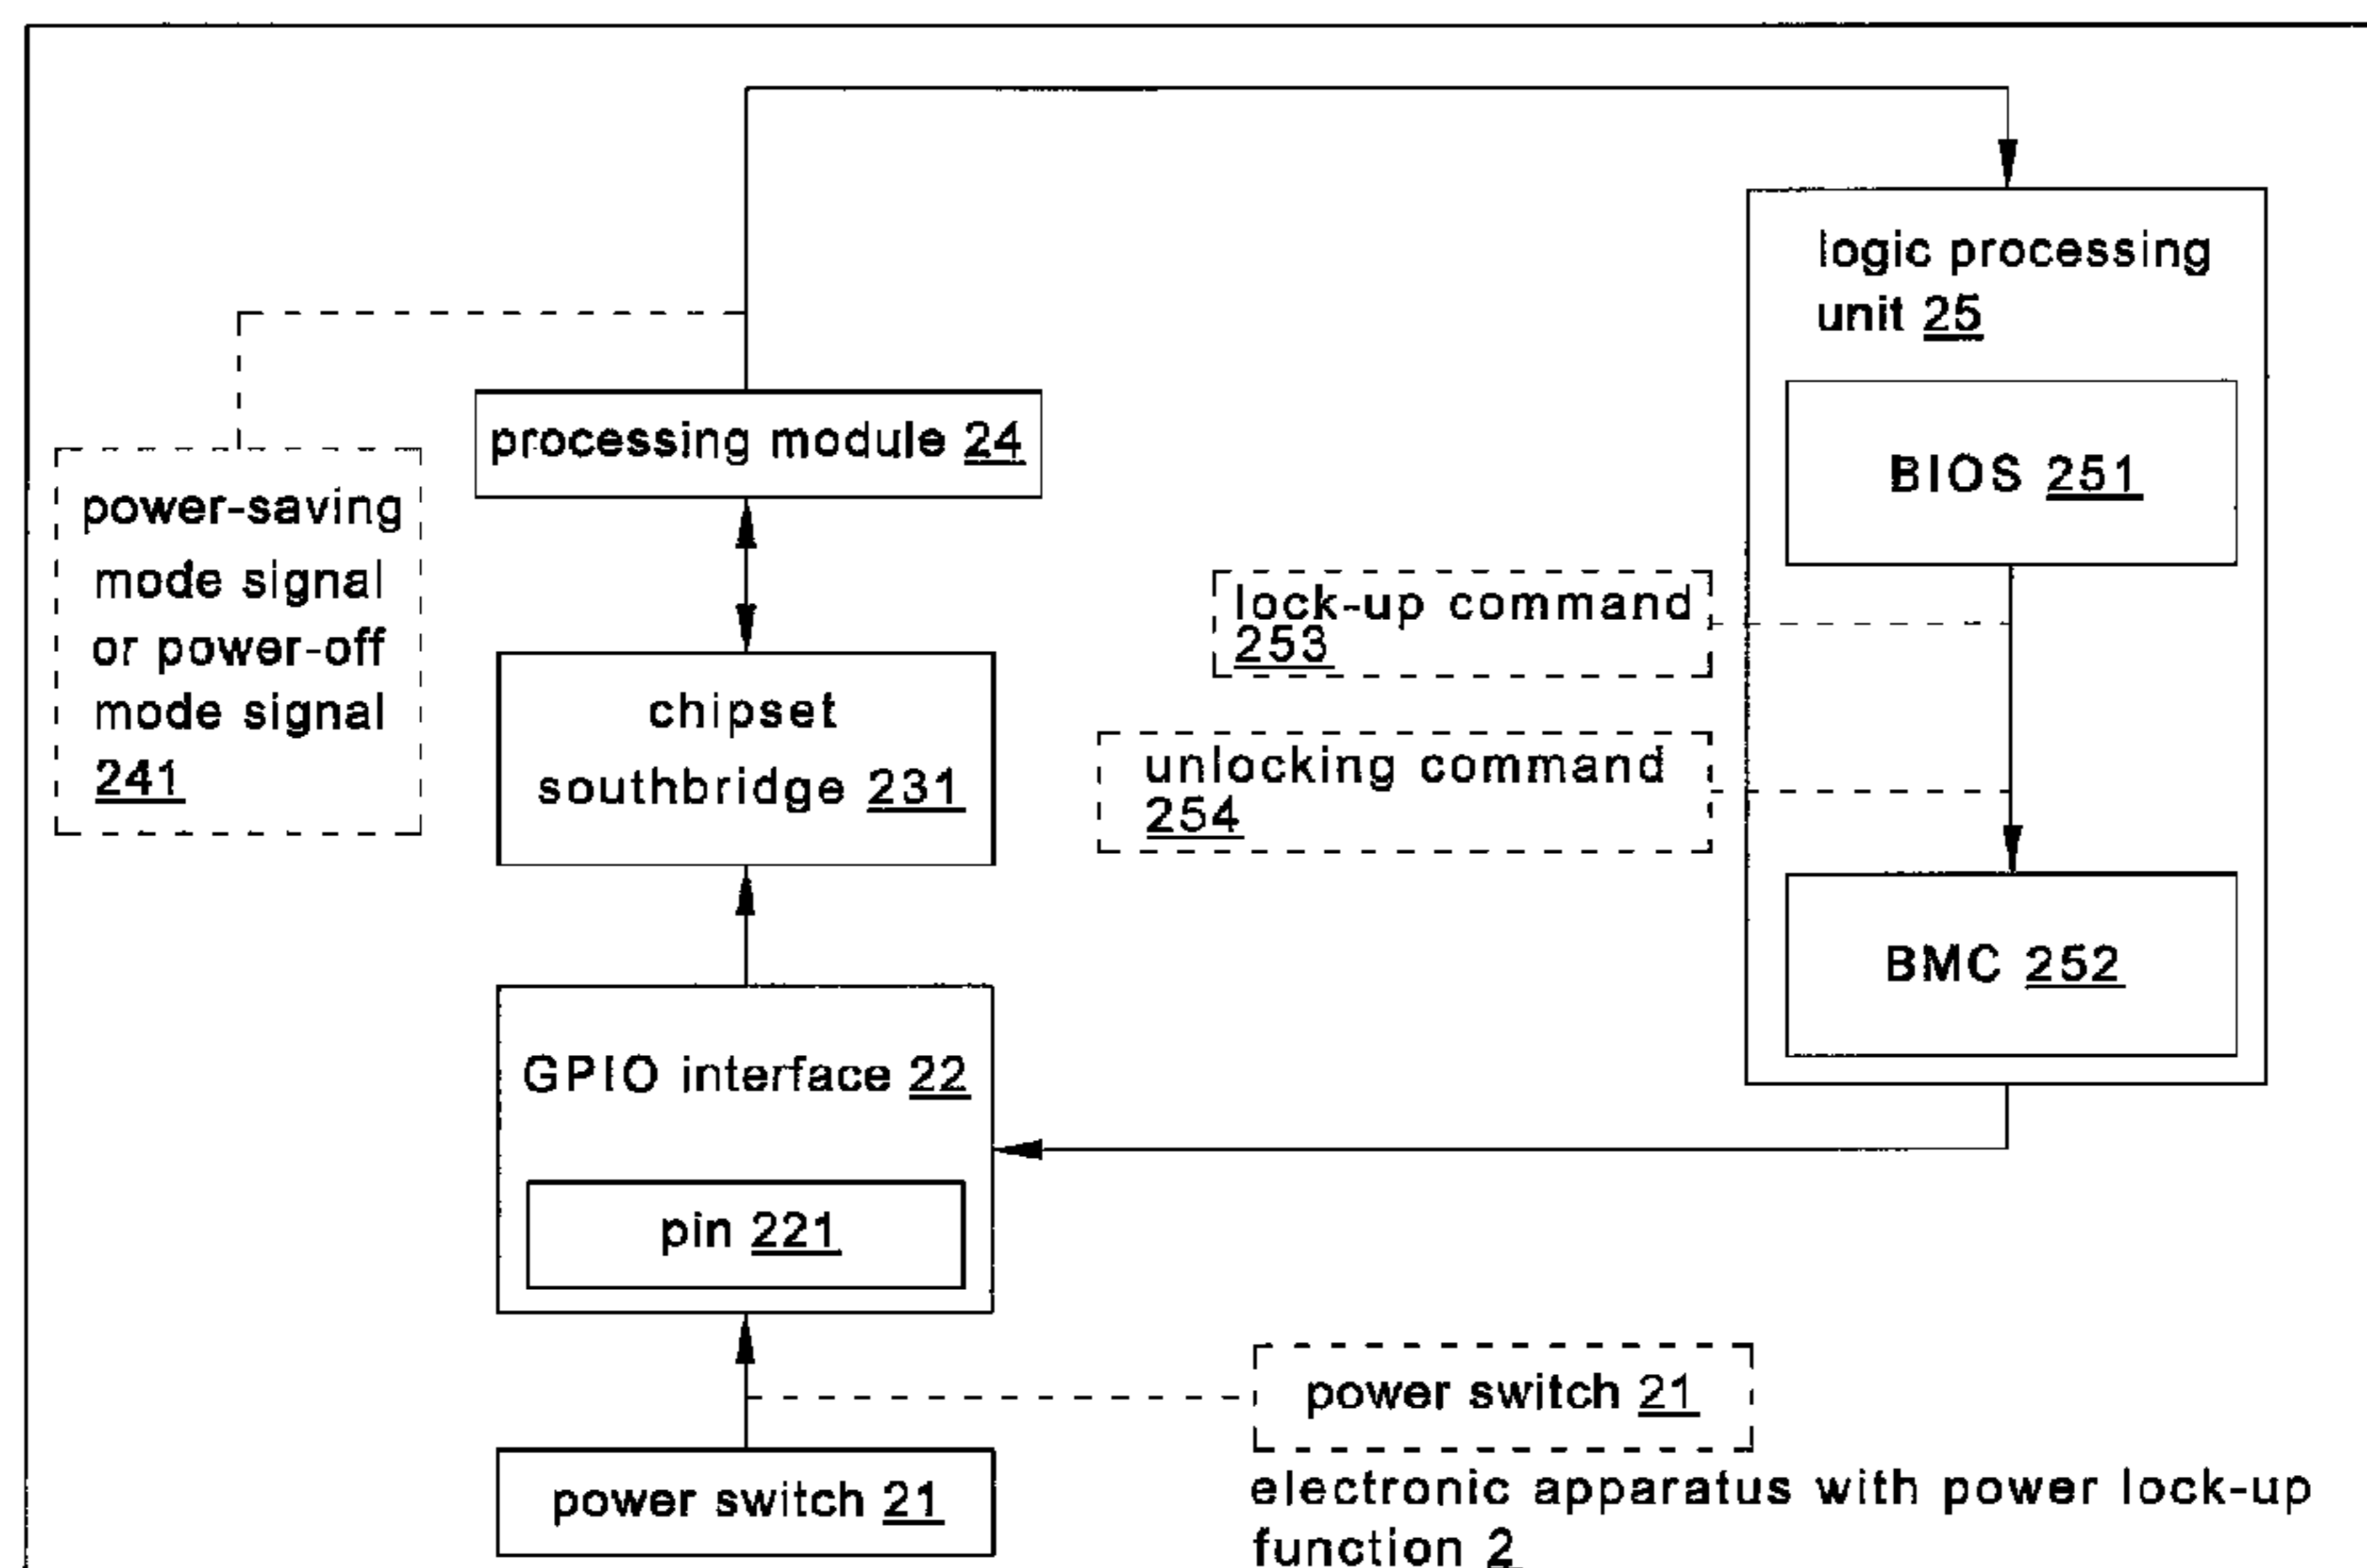 logic processing
unit 25
processing module 24
BIOS 251
power-saving
mode signal
or power-off
mode signal
241
lock-up command
253
chipset
southbridge 231
unlocking command
254
BMC 252
GPIO interface 22
pin 221
power switch 21
power switch 21
electronic apparatus with power lock-up
function 2